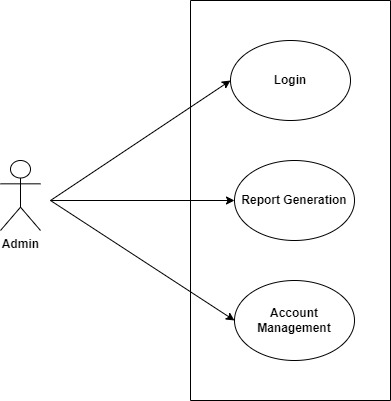 Login
Report Generation
Admin
Account
Management